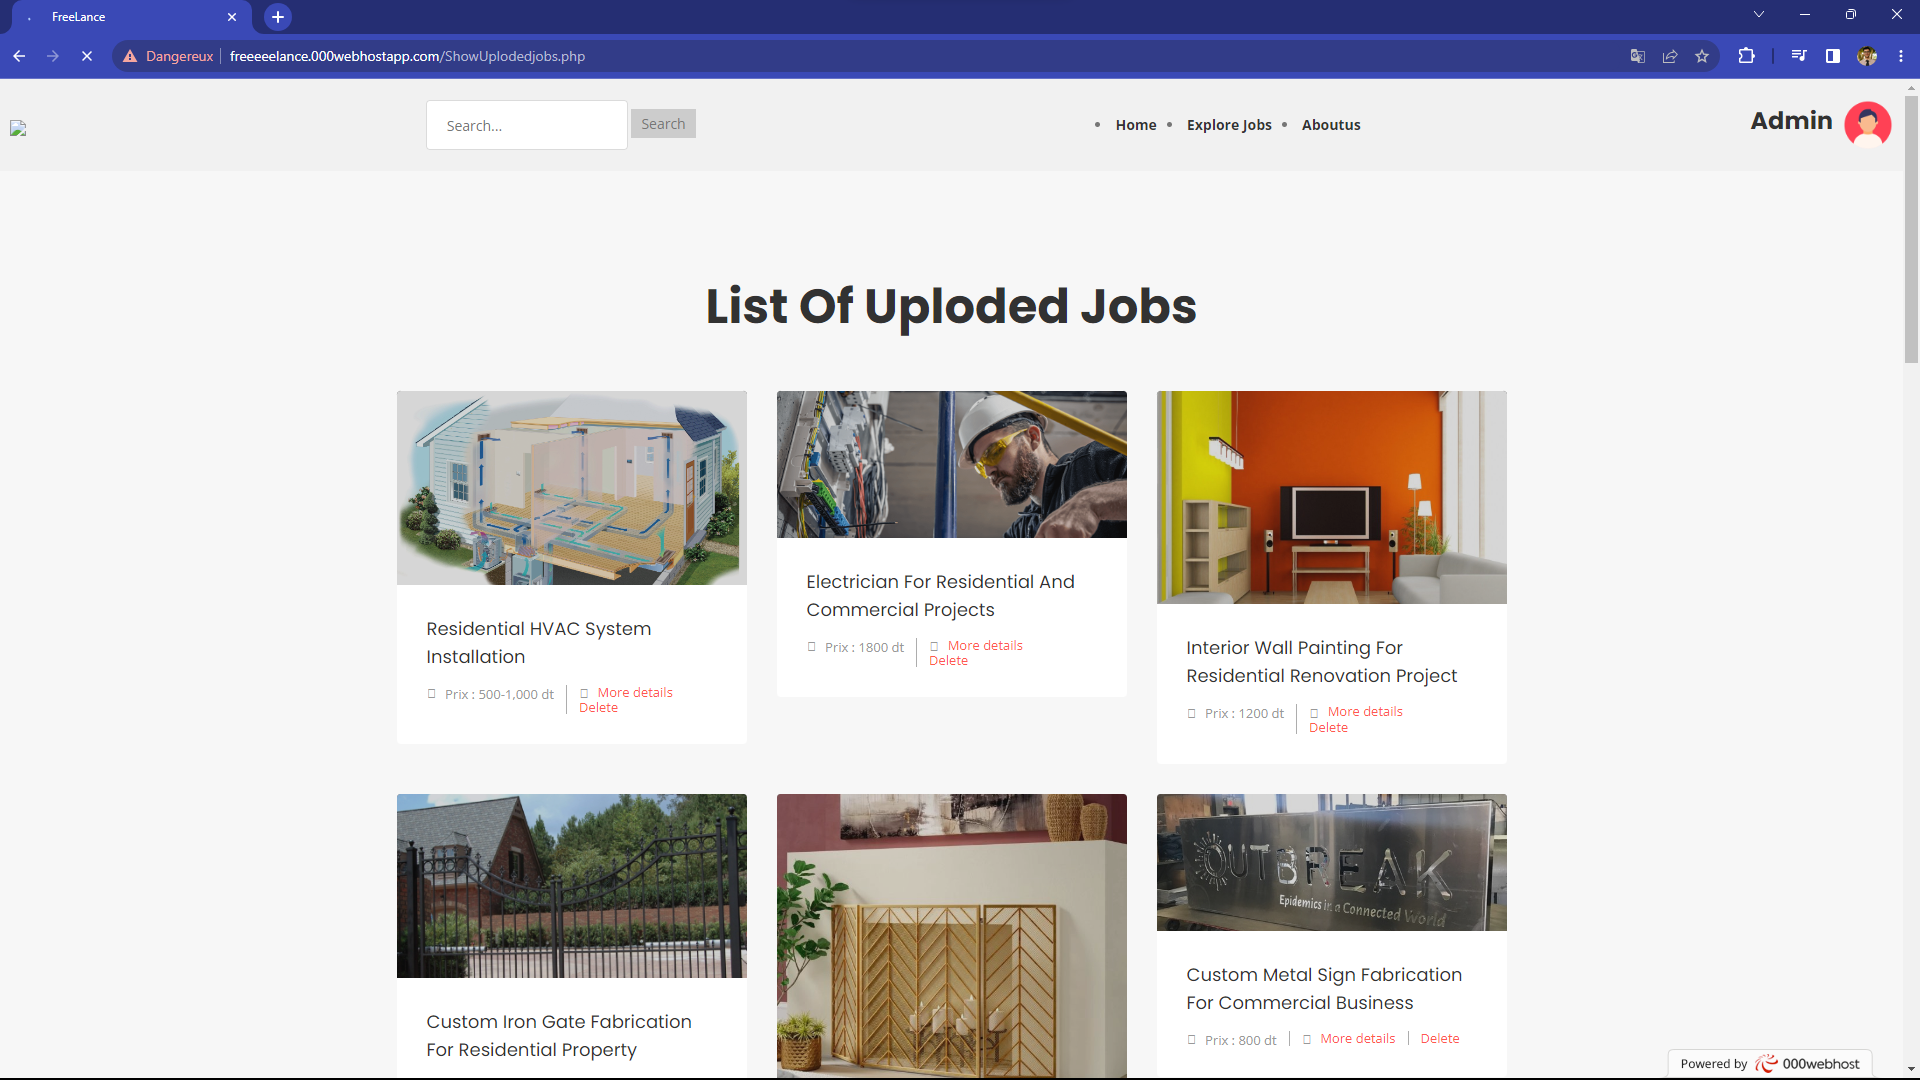 FreeLance
Dangereux
freeeeelance.000webhostapp.com/ShowUplodedjobs.php
Search...
Search
Home
Explore Jobs
Aboutus
Admin
List Of Uploded Jobs
Residential HVAC System
Installation
Prix : 500-1,000 dt
More details
Delete
Electrician For Residential And
Commercial Projects
Prix : 1800 dt
More details
Delete
Interior Wall Painting For
Residential Renovation Project
Prix : 1200 dt
More details
Delete
Custom Iron Gate Fabrication
For Residential Property
OUTBREAK
Epidemics in a Connected World
Custom Metal Sign Fabrication
For Commercial Business
Prix : 800 dt
More details
Delete
Powered by 000webhost